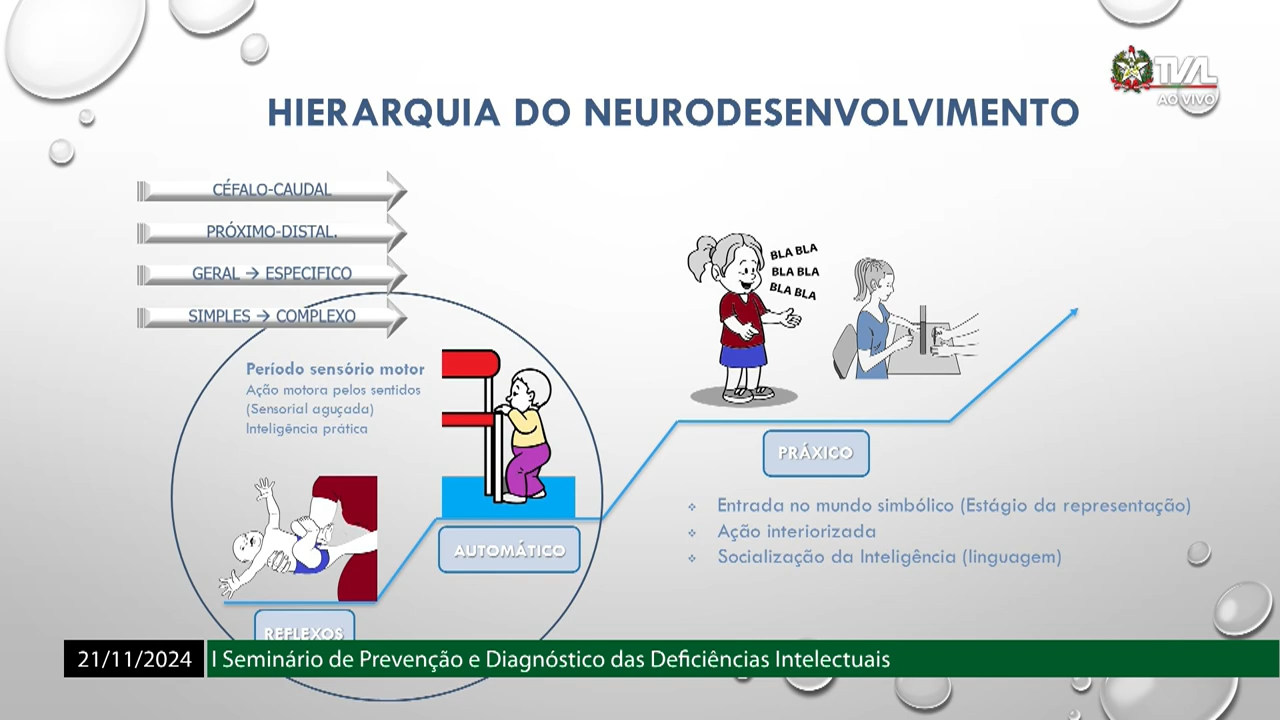 TVAL
AO VIVO
HIERARQUIA DO NEURODESENVOLVIMENTO
CÉFALO-CAUDAL
PRÓXIMO-DISTAL.
GERAL → ESPECIFICO
SIMPLES → COMPLEXO
Período sensório motor
Ação motora pelos sentidos
(Sensorial aguçada)
Inteligência prática
BLA BLA
BLA BLA
BLA BLA
PRÁXICO
AUTOMÁTICO
REFLEXOS
Entrada no mundo simbólico (Estágio da representação)
Ação interiorizada
Socialização da Inteligência (linguagem)
21/11/2024
I Seminário de Prevenção e Diagnóstico das Deficiências Intelectuais